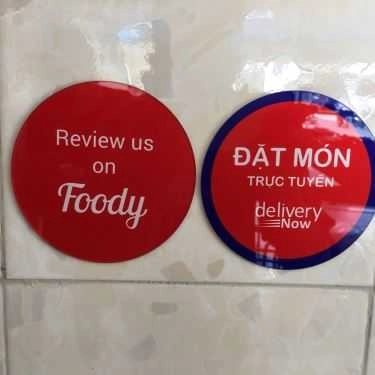 Review us
on
Foody
ĐẶT MÓN
TRỰC TUYẾN
delivery
Now